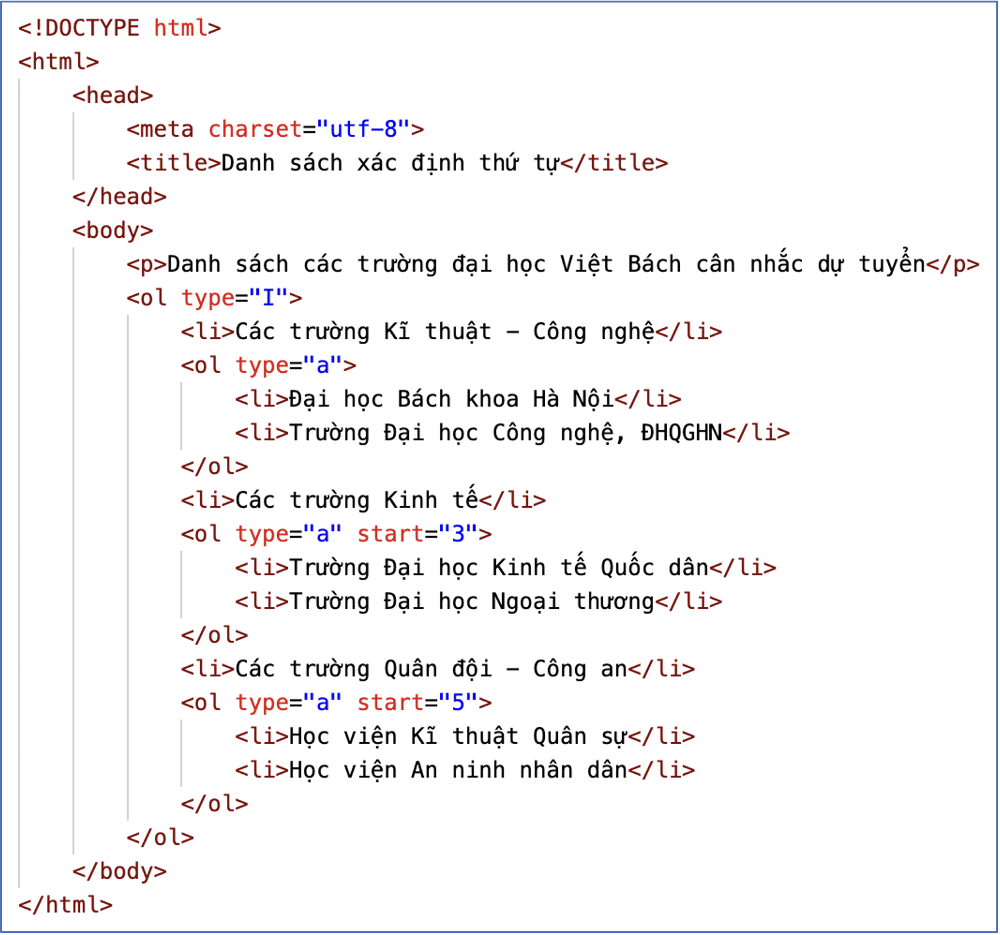 <!DOCTYPE html>
<html>
    <head>
        <meta charset="utf-8">
        <title>Danh sách xác định thứ tự</title>
    </head>
    <body>
        <p>Danh sách các trường đại học Việt Bách cân nhắc dự tuyển</p>
        <ol type="I">
            <li>Các trường Kĩ thuật - Công nghệ</li>
            <ol type="a">
                <li>Đại học Bách khoa Hà Nội</li>
                <li>Trường Đại học Công nghệ, ĐHQGHN</li>
            </ol>
            <li>Các trường Kinh tế</li>
            <ol type="a" start="3">
                <li>Trường Đại học Kinh tế Quốc dân</li>
                <li>Trường Đại học Ngoại thương</li>
            </ol>
            <li>Các trường Quân đội - Công an</li>
            <ol type="a" start="5">
                <li>Học viện Kĩ thuật Quân sự</li>
                <li>Học viện An ninh nhân dân</li>
            </ol>
        </ol>
    </body>
</html>